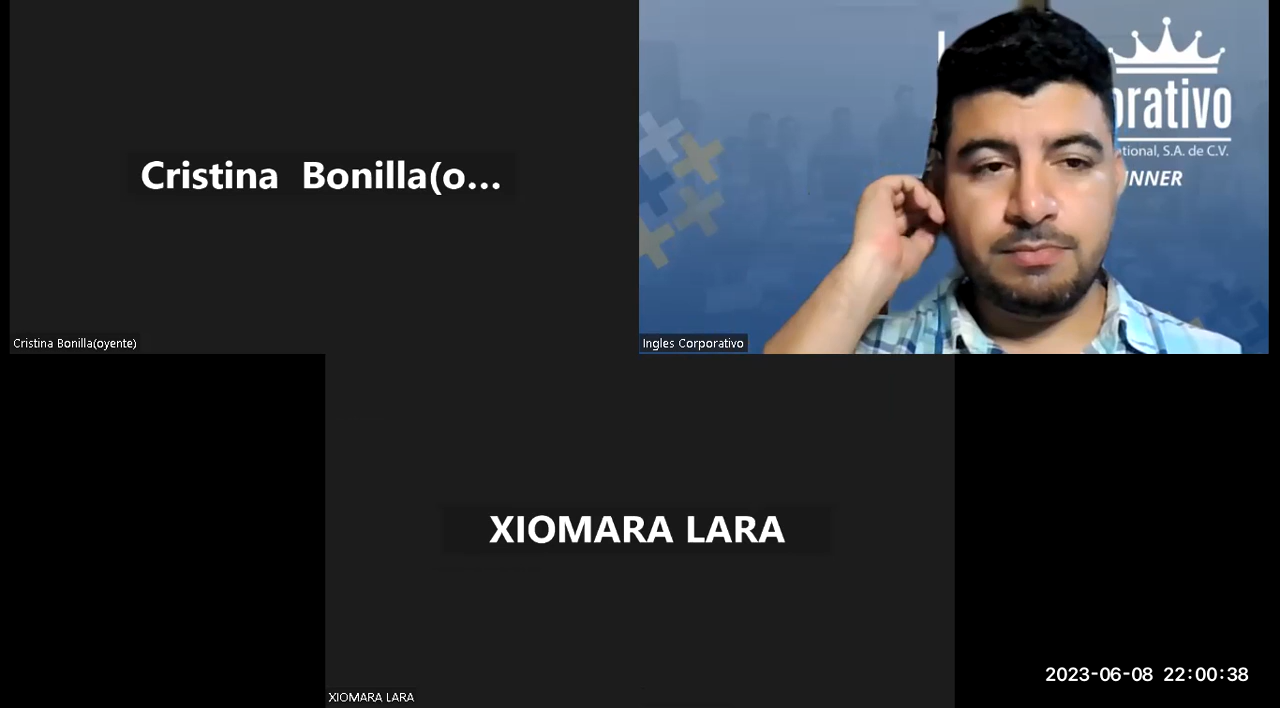 Cristina  Bonilla(o...
orativo
ational, S.A. de C.V.
INNER
Cristina Bonilla(oyente)
Ingles Corporativo
XIOMARA LARA
XIOMARA LARA
2023-06-08 22:00:38